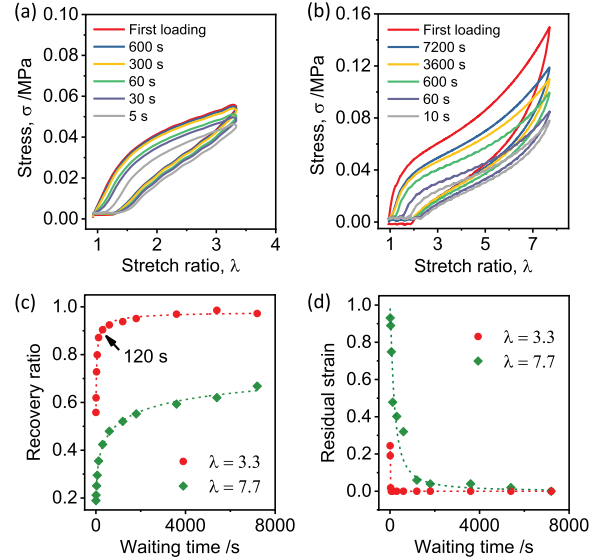 (a)
0.10
0.08
0.06
0.04
0.02
0.00
Stress, σ /MPa
First loading
600 s
300 s
60 s
30 s
5 s
1 2 3 4
Stretch ratio, λ
(b)
0.16
0.12
0.08
0.04
0.00
Stress, σ /MPa
First loading
7200 s
3600 s
600 s
60 s
10 s
1 3 5 7
Stretch ratio, λ
(c)
1.0
0.8
0.6
0.4
0.2
Recovery ratio
120 s
λ = 3.3
λ = 7.7
0 4000 8000
Waiting time /s
(d)
1.0
0.8
0.6
0.4
0.2
0.0
Residual strain
λ = 3.3
λ = 7.7
0 4000 8000
Waiting time /s